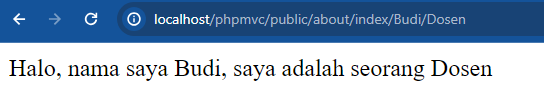 localhost/phpmvc/public/about/index/Budi/Dosen
Halo, nama saya Budi, saya adalah seorang Dosen